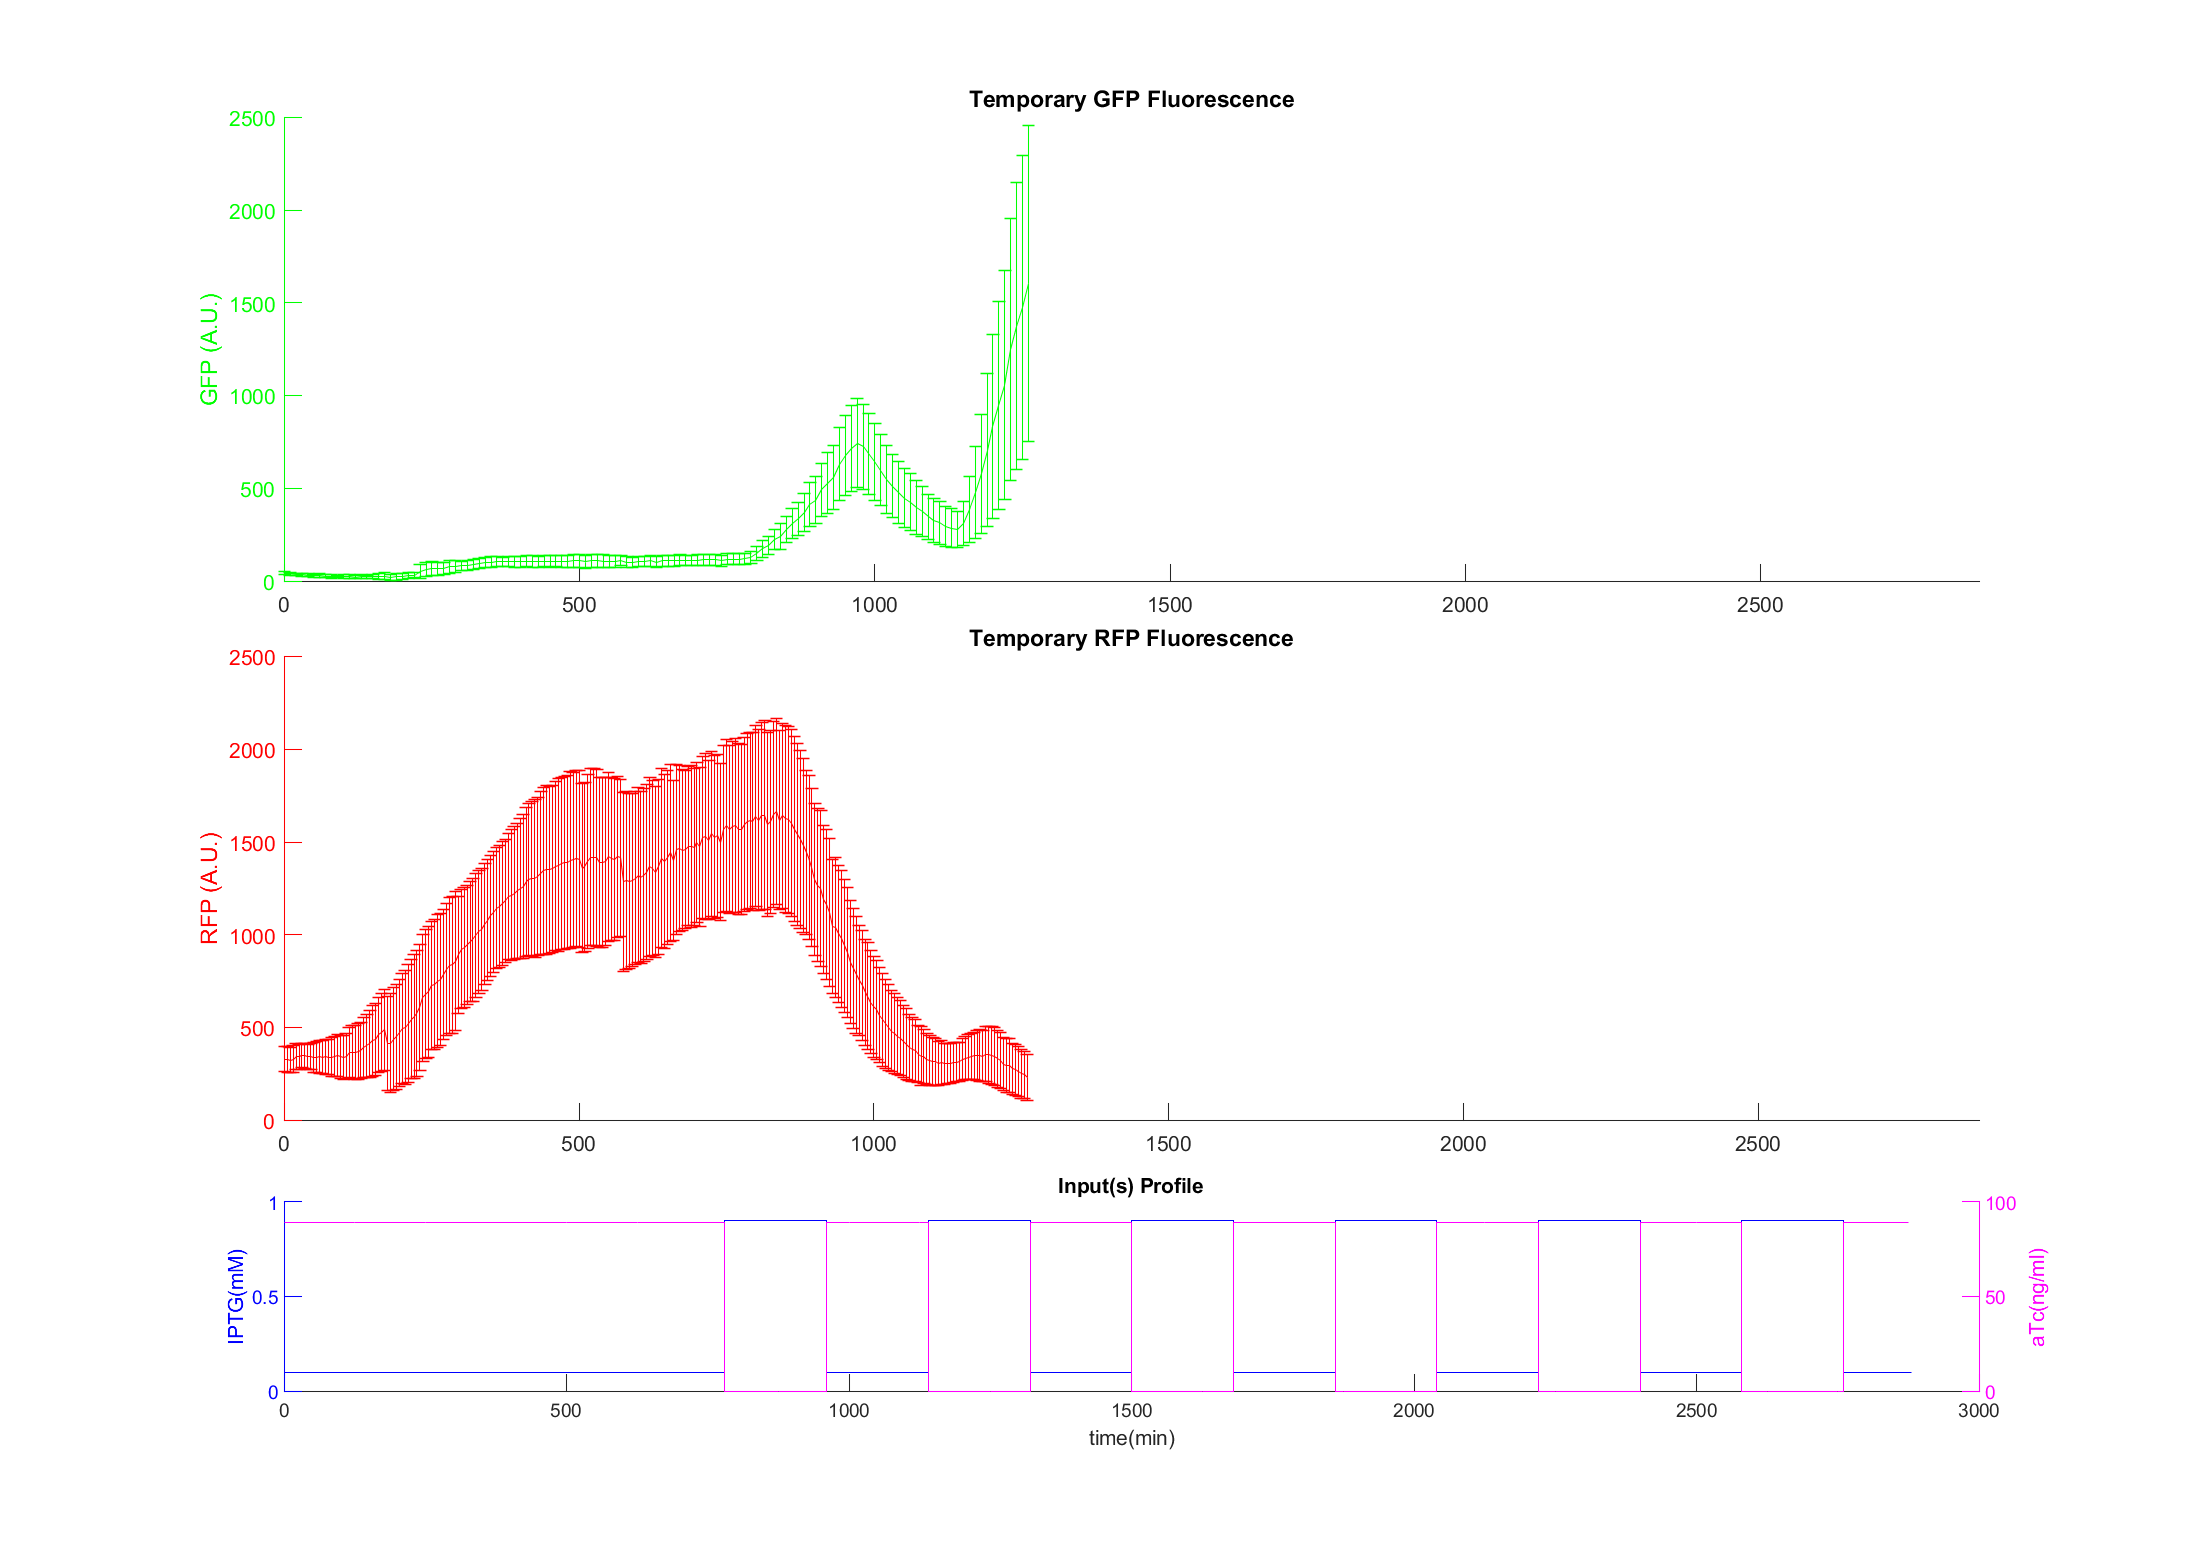 Temporary GFP Fluorescence
2500
2000
1500
1000
500
0
GFP (A.U.)
0 500 1000 1500 2000 2500
Temporary RFP Fluorescence
2500
2000
1500
1000
500
0
RFP (A.U.)
0 500 1000 1500 2000 2500
Input(s) Profile
1
0.5
0
IPTG(mM)
100
50
0
aTc(ng/ml)
0 500 1000 1500 2000 2500 3000
time(min)